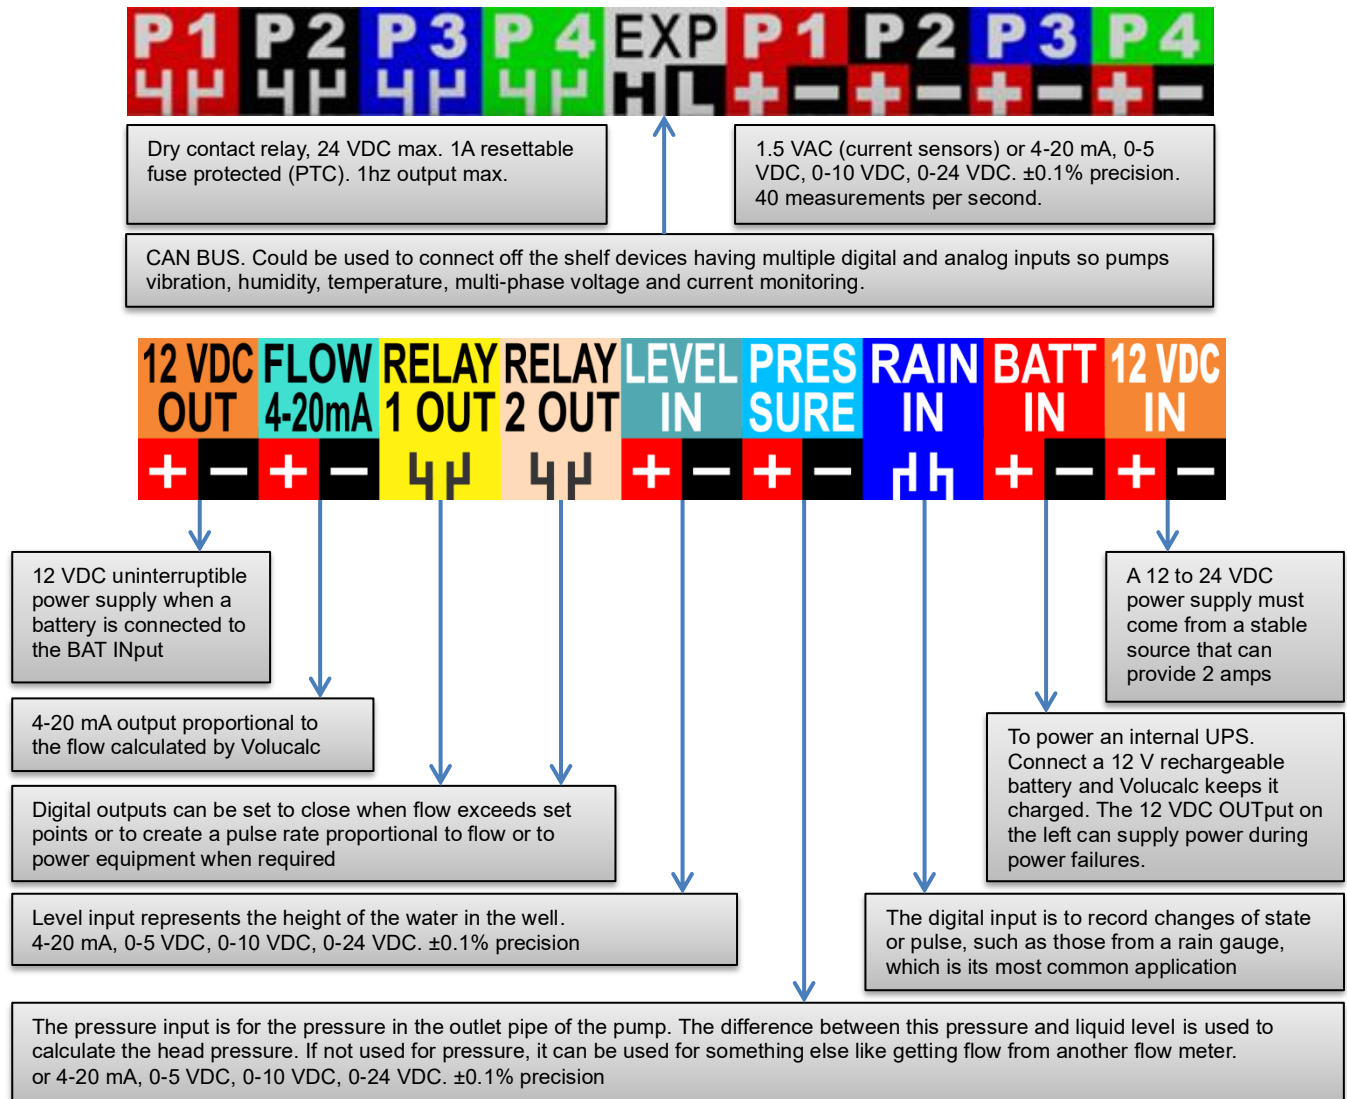 P 1 P 2 P 3 P 4 EXP P 1 P 2 P 3 P 4
H L + − + − + − + −
Dry contact relay, 24 VDC max. 1A resettable
fuse protected (PTC). 1hz output max.
1.5 VAC (current sensors) or 4-20 mA, 0-5
VDC, 0-10 VDC, 0-24 VDC. ±0.1% precision.
40 measurements per second.
CAN BUS. Could be used to connect off the shelf devices having multiple digital and analog inputs so pumps
vibration, humidity, temperature, multi-phase voltage and current monitoring.
12 VDC FLOW RELAY RELAY LEVEL PRES RAIN BATT 12 VDC
OUT 4-20mA 1 OUT 2 OUT IN SURE IN IN IN
+ − + − + − + − + − + −
12 VDC uninterruptible
power supply when a
battery is connected to
the BAT INput
A 12 to 24 VDC
power supply must
come from a stable
source that can
provide 2 amps
4-20 mA output proportional to
the flow calculated by Volucalc
To power an internal UPS.
Connect a 12 V rechargeable
battery and Volucalc keeps it
charged. The 12 VDC OUTput on
the left can supply power during
power failures.
Digital outputs can be set to close when flow exceeds set
points or to create a pulse rate proportional to flow or to
power equipment when required
Level input represents the height of the water in the well.
4-20 mA, 0-5 VDC, 0-10 VDC, 0-24 VDC. ±0.1% precision
The digital input is to record changes of state
or pulse, such as those from a rain gauge,
which is its most common application
The pressure input is for the pressure in the outlet pipe of the pump. The difference between this pressure and liquid level is used to
calculate the head pressure. If not used for pressure, it can be used for something else like getting flow from another flow meter.
or 4-20 mA, 0-5 VDC, 0-10 VDC, 0-24 VDC. ±0.1% precision